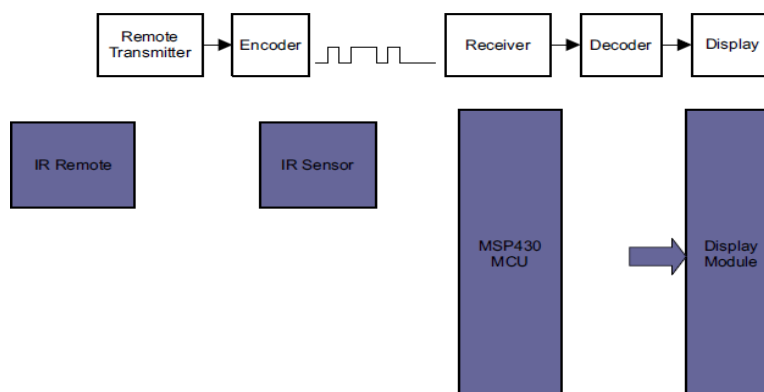 Remote
Transmitter
Encoder
Receiver
Decoder
Display
IR Remote
IR Sensor
MSP430
MCU
Display
Module